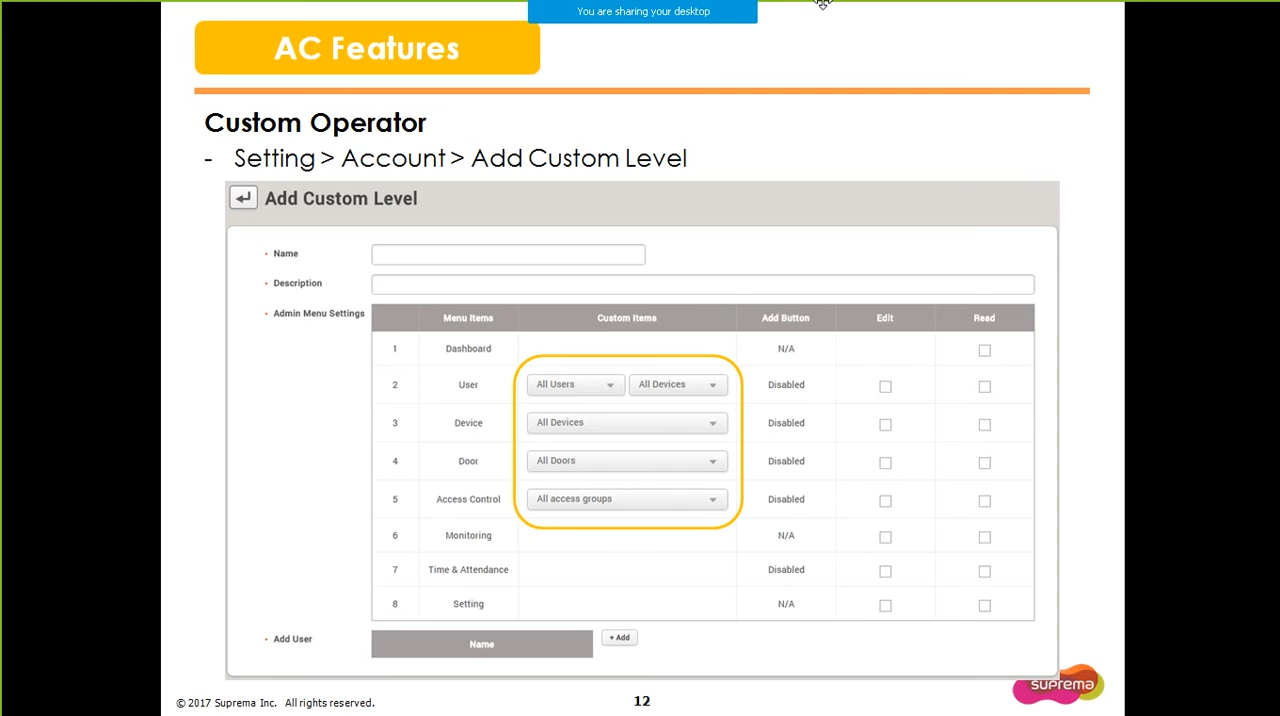 You are sharing your desktop
AC Features
Custom Operator
- Setting > Account > Add Custom Level
Add Custom Level
Name
Description
Admin Menu Settings
Menu Items Custom Items Add Button Edit Read
1 Dashboard N/A
2 User All Users All Devices Disabled
3 Device All Devices Disabled
4 Door All Doors Disabled
5 Access Control All access groups Disabled
6 Monitoring N/A
7 Time & Attendance Disabled
8 Setting N/A
Add User Name + Add
suprema
© 2017 Suprema Inc. All rights reserved. 12